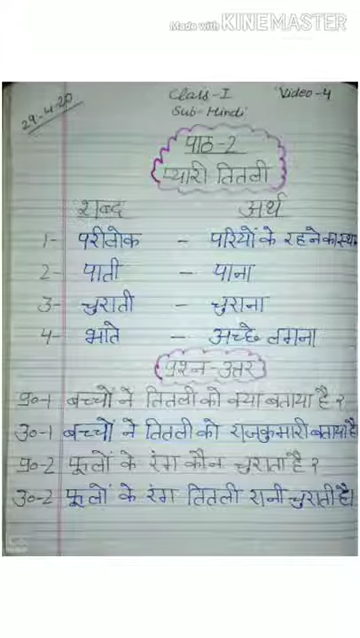 Made with KINEMASTER
29-4-20
Class-I Video-4
Sub-Hindi
पाठ-2
प्यारी तितली
शब्द अर्थ
1- परीलोक - परियों के रहने का स्थान
2- पाती - पाना
3- चुराती - चुराना
4- भाते - अच्छे लगना
प्रश्न-उत्तर
प्र०-1 बच्चों ने तितली को क्या बताया है?
उ०-1 बच्चों ने तितली को राजकुमारी बताया है
प्र०-2 फूलों के रंग कौन चुराता है?
उ०-2 फूलों के रंग तितली रानी चुराती है।